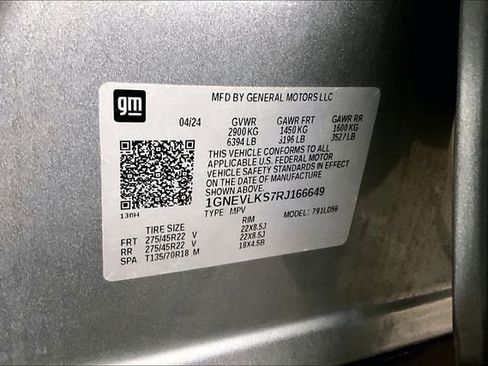 gm
MFD BY GENERAL MOTORS LLC
04/24 GVWR GAWR FRT GAWR RR
2900 KG 1450 KG 1600 KG
6394 LB 3196 LB 3527 LB
THIS VEHICLE CONFORMS TO ALL
APPLICABLE U.S. FEDERAL MOTOR
VEHICLE SAFETY STANDARDS IN EFFECT
ON THE DATE OF MANUFACTURE
SHOWN ABOVE.
1GNEVLKS7RJ166649
130H
TYPE MPV MODEL: 791LD56
TIRE SIZE RIM
FRT 275/45R22 V 22X8.5J
RR 275/45R22 V 22X8.5J
SPA T135/70R18 M 18X4.5B